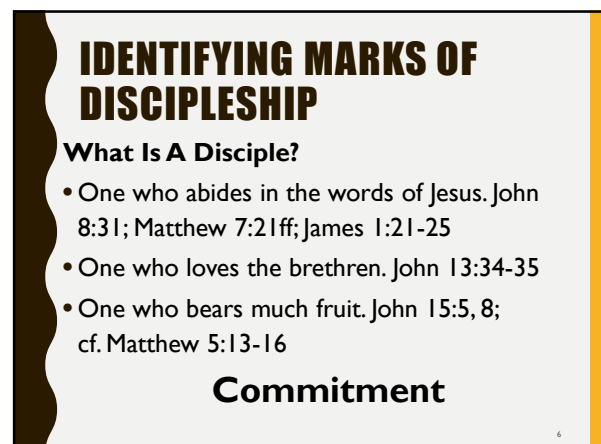 IDENTIFYING MARKS OF
DISCIPLESHIP
What Is A Disciple?
• One who abides in the words of Jesus. John
8:31; Matthew 7:21ff; James 1:21-25
• One who loves the brethren. John 13:34-35
• One who bears much fruit. John 15:5, 8;
cf. Matthew 5:13-16
Commitment
6